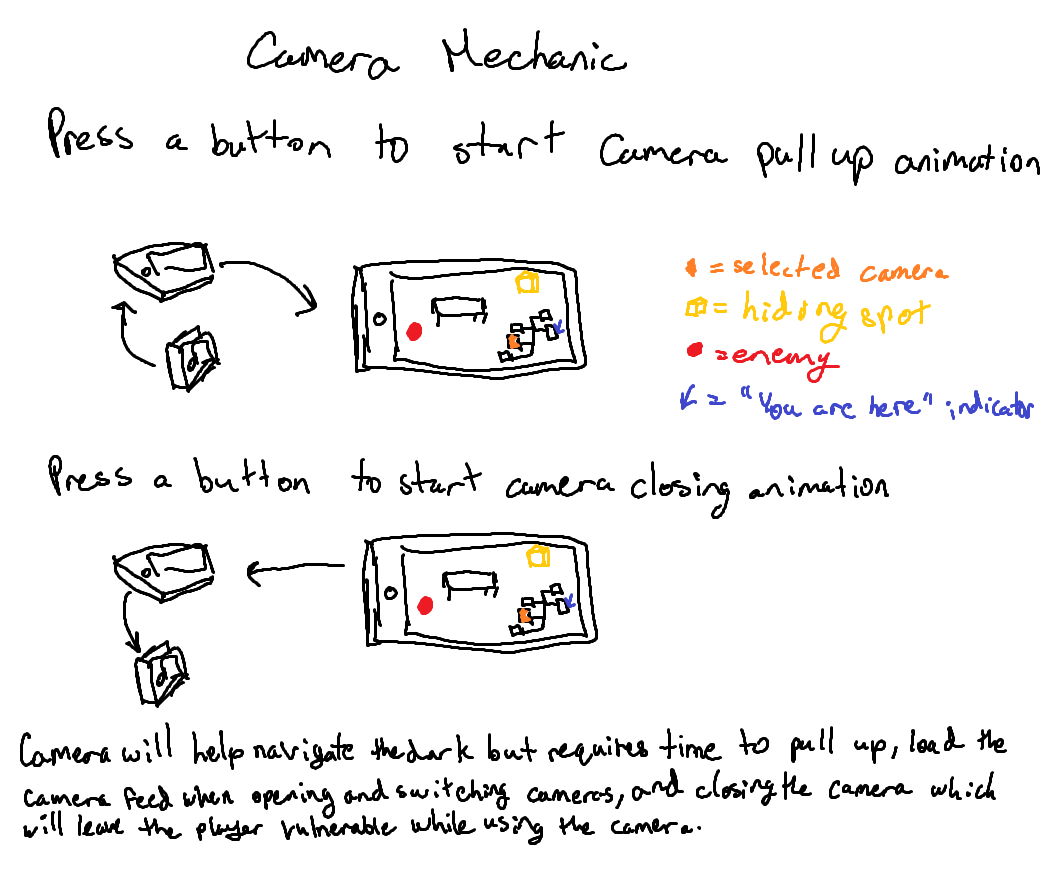 Camera Mechanic
Press a button to start Camera pull up animation
= selected camera
= hiding spot
= enemy
= "You are here" indicator
Press a button to start camera closing animation
Camera will help navigate the dark but requires time to pull up, load the
camera feed when opening and switching cameras, and closing the camera which
will leave the player vulnerable while using the camera.